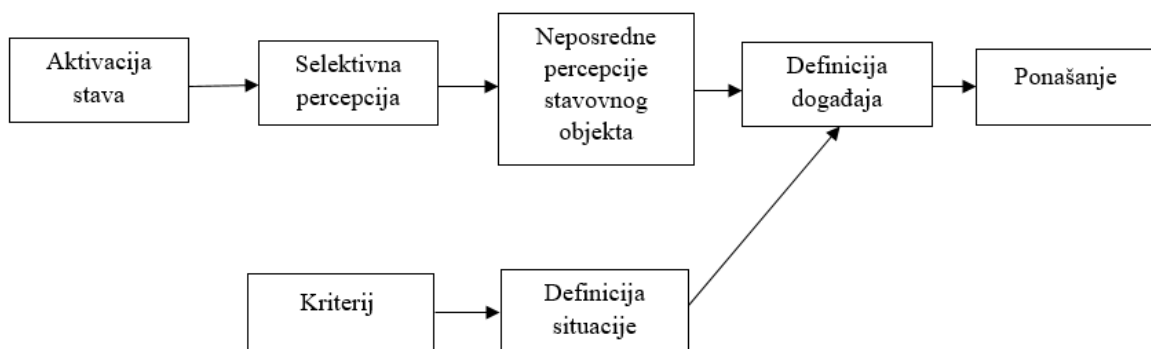 Aktivacija
stava
Selektivna
percepcija
Neposredne
percepcije
stavovnog
objekta
Definicija
događaja
Ponašanje
Kriterij
Definicija
situacije